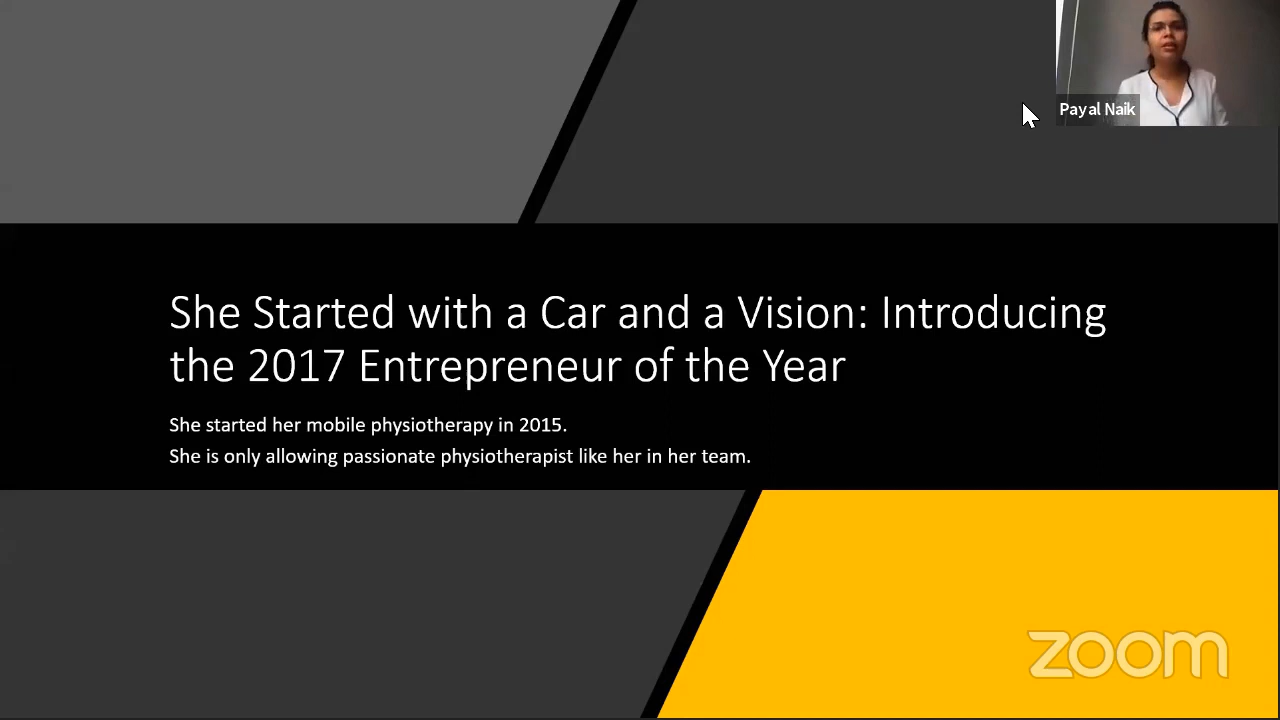 Payal Naik
She Started with a Car and a Vision: Introducing
the 2017 Entrepreneur of the Year
She started her mobile physiotherapy in 2015.
She is only allowing passionate physiotherapist like her in her team.
zoom